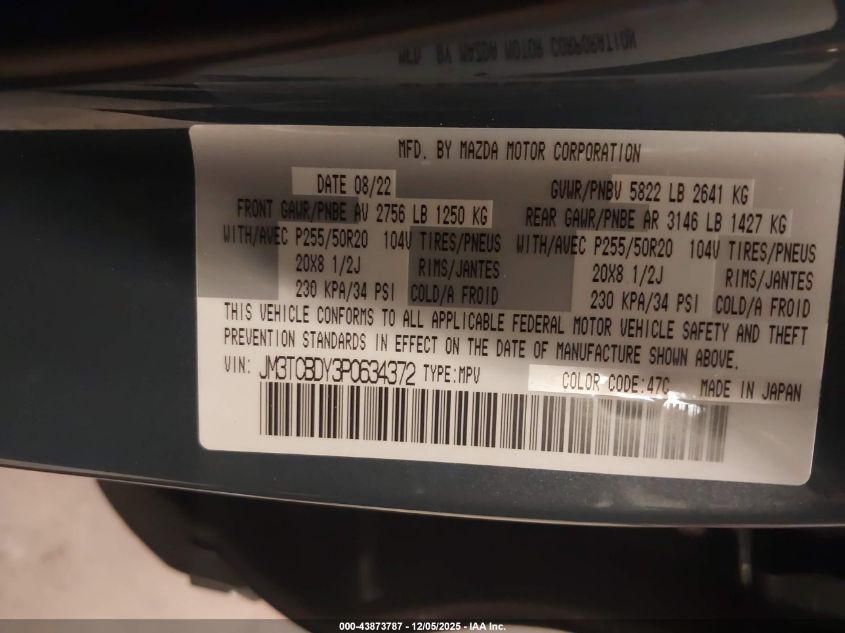 MFD. BY MAZDA MOTOR CORPORATION
MFD. BY MAZDA MOTOR CORPORATION
DATE 08/22 GVWR/PNBV 5822 LB 2641 KG
FRONT GAWR/PNBE AV 2756 LB 1250 KG REAR GAWR/PNBE AR 3146 LB 1427 KG
WITH/AVEC P255/50R20 104V TIRES/PNEUS WITH/AVEC P255/50R20 104V TIRES/PNEUS
20X8 1/2J RIMS/JANTES 20X8 1/2J RIMS/JANTES
230 KPA/34 PSI COLD/A FROID 230 KPA/34 PSI COLD/A FROID
THIS VEHICLE CONFORMS TO ALL APPLICABLE FEDERAL MOTOR VEHICLE SAFETY AND THEFT
PREVENTION STANDARDS IN EFFECT ON THE DATE OF MANUFACTURE SHOWN ABOVE.
VIN: JM3TCBDY3P0634372 TYPE:MPV COLOR CODE:47C MADE IN JAPAN
000-43873787 - 12/05/2025 - IAA Inc.